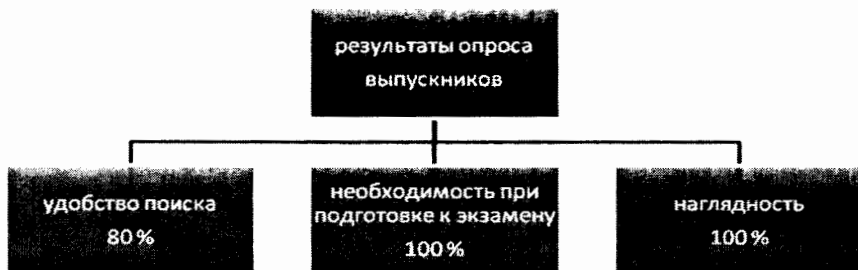 результаты опроса
выпускников
удобство поиска
80%
необходимость при
подготовке к экзамену
100%
наглядность
100%